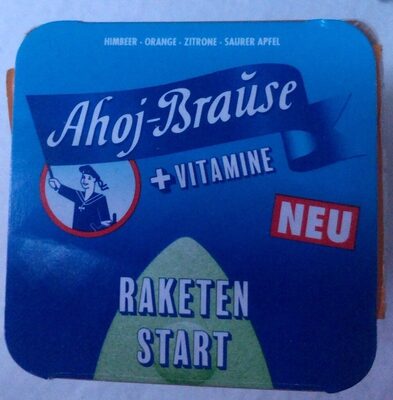 HIMBEER · ORANGE · ZITRONE · SAURER APFEL
Ahoj-Brause
+VITAMINE
NEU
RAKETEN
START